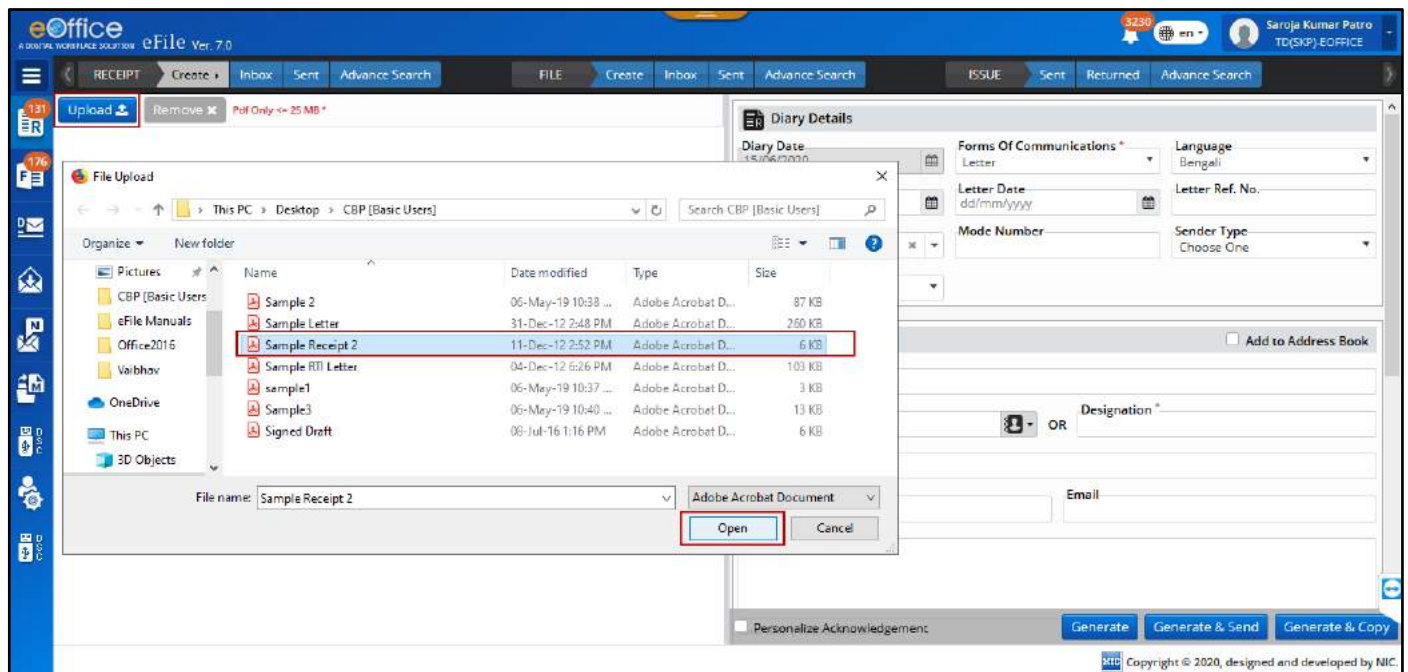 eOffice
A DIGITAL WORKPLACE SOLUTION eFile Ver. 7.0
3230
en
Saroja Kumar Patro
TD(SKP)-EOFFICE
RECEIPT Create Inbox Sent Advance Search FILE Create Inbox Sent Advance Search ISSUE Sent Returned Advance Search
131
R
176
F
D
N
M
DSC
DSC
Upload Remove Pdf Only <= 25 MB *
Diary Details
Diary Date Forms Of Communications * Language
15/06/2020 Letter Bengali
Letter Date Letter Ref. No.
dd/mm/yyyy
Mode Number Sender Type
Choose One
Add to Address Book
OR Designation *
Email
File Upload
This PC > Desktop > CBP [Basic Users] Search CBP [Basic Users]
Organize New folder
Pictures
CBP [Basic Users
eFile Manuals
Office2016
Vaibhav
OneDrive
This PC
3D Objects
Name Date modified Type Size
Sample 2 06-May-19 10:38 ... Adobe Acrobat D... 87 KB
Sample Letter 31-Dec-12 2:48 PM Adobe Acrobat D... 260 KB
Sample Receipt 2 11-Dec-12 2:52 PM Adobe Acrobat D... 6 KB
Sample RTI Letter 04-Dec-12 6:26 PM Adobe Acrobat D... 103 KB
sample1 06-May-19 10:37 ... Adobe Acrobat D... 3 KB
Sample3 06-May-19 10:40 ... Adobe Acrobat D... 13 KB
Signed Draft 08-Jul-16 1:16 PM Adobe Acrobat D... 6 KB
File name: Sample Receipt 2 Adobe Acrobat Document
Open Cancel
Personalize Acknowledgement Generate Generate & Send Generate & Copy
NIC Copyright © 2020, designed and developed by NIC.